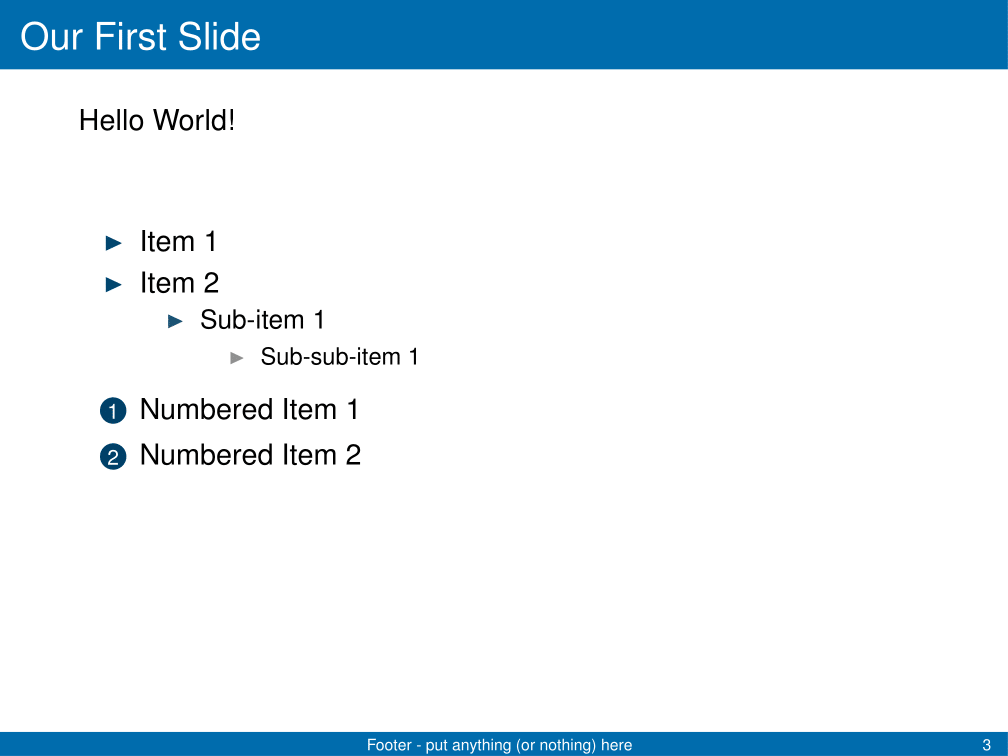 Our First Slide
Hello World!
Item 1
Item 2
Sub-item 1
Sub-sub-item 1
1 Numbered Item 1
2 Numbered Item 2
Footer - put anything (or nothing) here 3